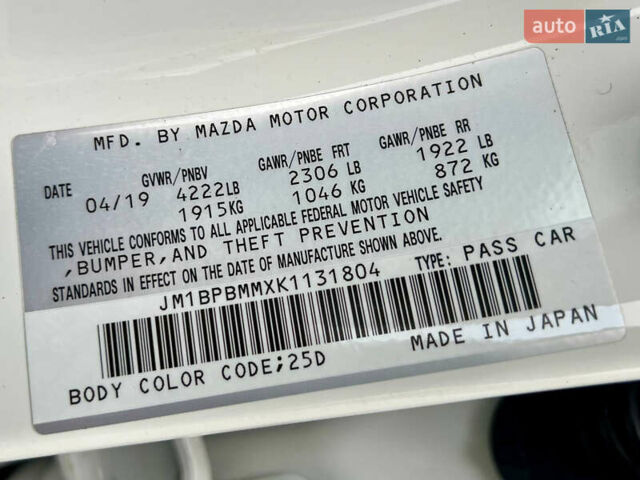 auto RIA.com
MFD. BY MAZDA MOTOR CORPORATION
DATE GVWR/PNBV GAWR/PNBE FRT GAWR/PNBE RR
04/19 4222LB 2306 LB 1922 LB
1915KG 1046 KG 872 KG
THIS VEHICLE CONFORMS TO ALL APPLICABLE FEDERAL MOTOR VEHICLE SAFETY
,BUMPER,AND THEFT PREVENTION
STANDARDS IN EFFECT ON THE DATE OF MANUFACTURE SHOWN ABOVE.
JM1BPBMMXK1131804 TYPE: PASS CAR
MADE IN JAPAN
BODY COLOR CODE;25D